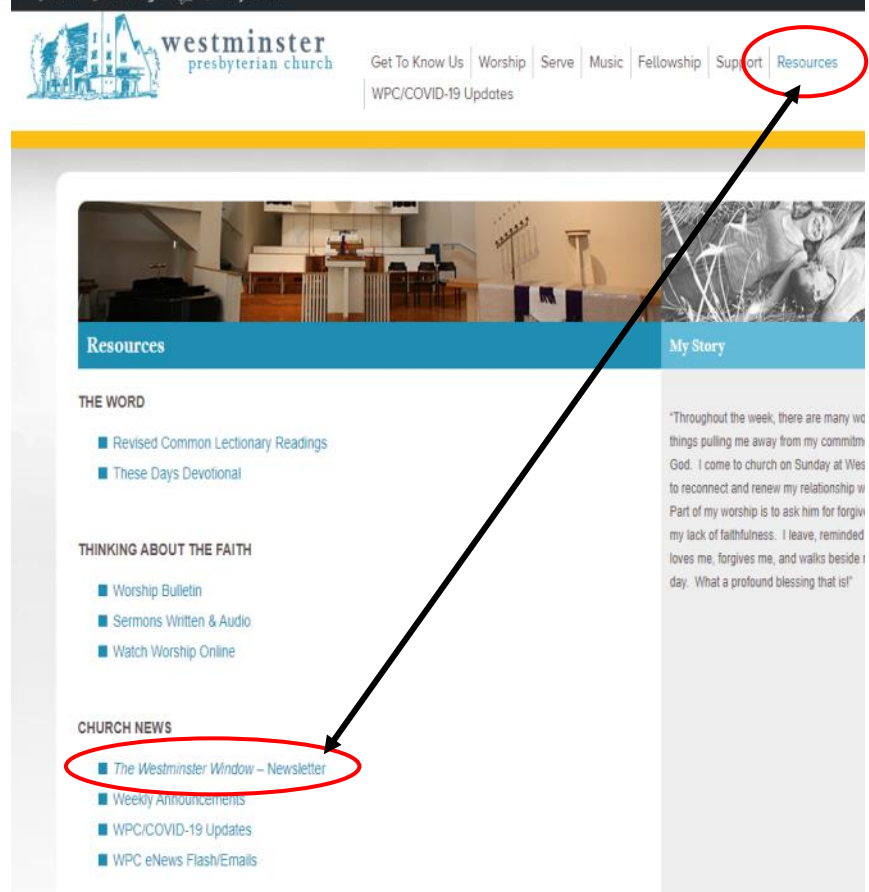 westminster
presbyterian church
Get To Know Us Worship Serve Music Fellowship Support Resources
WPC/COVID-19 Updates
Resources
THE WORD
Revised Common Lectionary Readings
These Days Devotional
THINKING ABOUT THE FAITH
Worship Bulletin
Sermons Written & Audio
Watch Worship Online
CHURCH NEWS
The Westminster Window – Newsletter
Weekly Announcements
WPC/COVID-19 Updates
WPC eNews Flash/Emails
My Story
"Throughout the week, there are many
things pulling me away from my
God. I come to church on Sunday at
to reconnect and renew my relationship
Part of my worship is to ask him for
my lack of faithfulness. I leave, reminded
loves me, forgives me, and walks beside
day. What a profound blessing that is!"